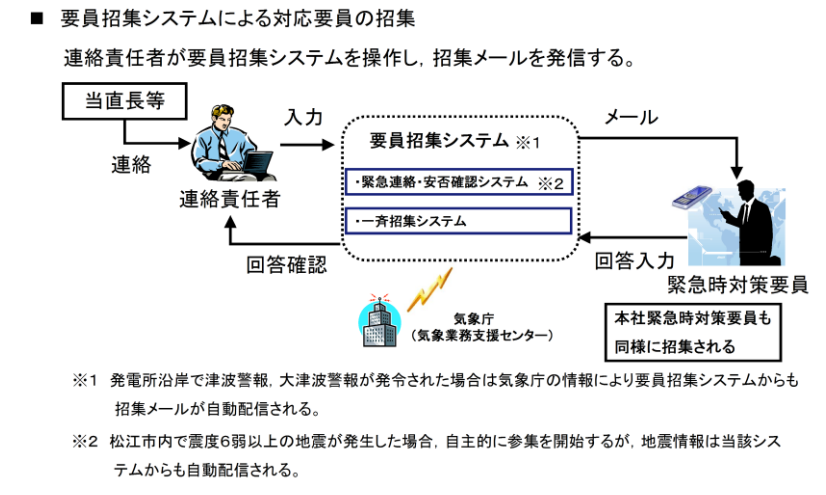 ■ 要員招集システムによる対応要員の招集
連絡責任者が要員招集システムを操作し，招集メールを発信する。
当直長等
連絡
連絡責任者
入力
要員招集システム ※1
・緊急連絡・安否確認システム ※2
・一斉招集システム
メール
回答確認
回答入力
緊急時対策要員
気象庁
（気象業務支援センター）
本社緊急時対策要員も
同様に招集される
※１ 発電所沿岸で津波警報，大津波警報が発令された場合は気象庁の情報により要員招集システムからも
招集メールが自動配信される。
※２ 松江市内で震度６弱以上の地震が発生した場合，自主的に参集を開始するが，地震情報は当該シス
テムからも自動配信される。